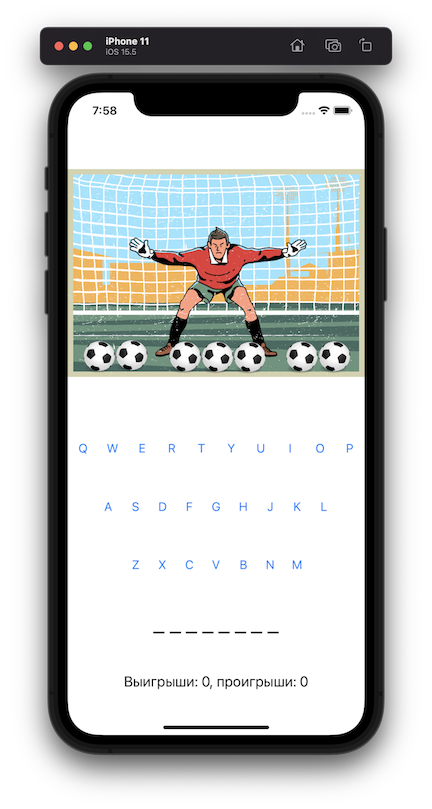 iPhone 11
iOS 15.5
7:58
Q W E R T Y U I O P
A S D F G H J K L
Z X C V B N M
_ _ _ _ _ _ _ _
Выигрыши: 0, проигрыши: 0